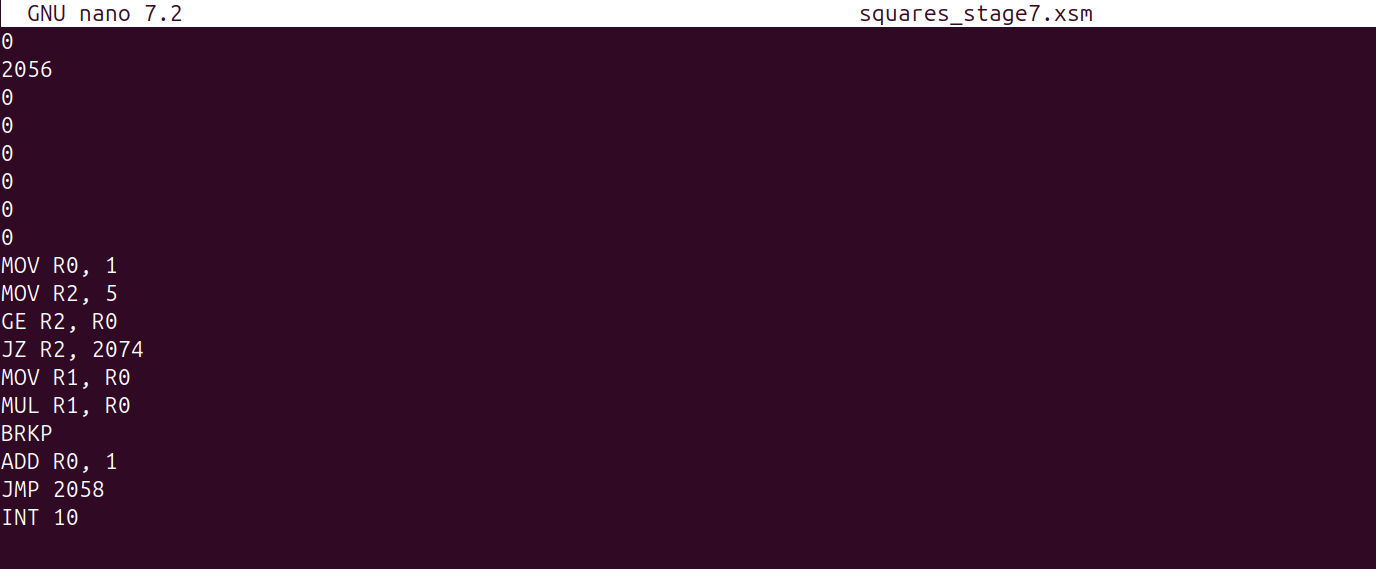 GNU nano 7.2 squares_stage7.xsm
0
2056
0
0
0
0
0
0
MOV R0, 1
MOV R2, 5
GE R2, R0
JZ R2, 2074
MOV R1, R0
MUL R1, R0
BRKP
ADD R0, 1
JMP 2058
INT 10